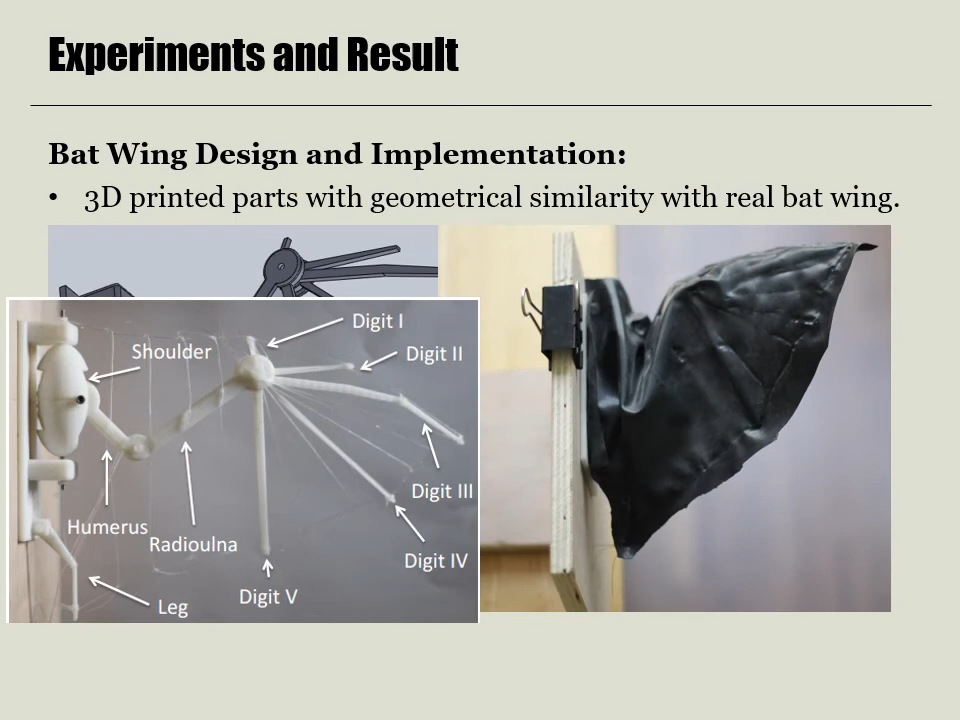 Experiments and Result
Bat Wing Design and Implementation:
• 3D printed parts with geometrical similarity with real bat wing.
Digit I
Shoulder
Digit II
Digit III
Humerus
Radioulna
Digit IV
Digit V
Leg